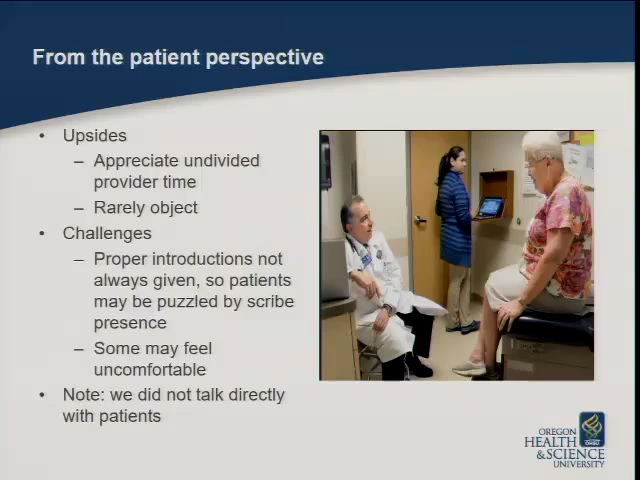 From the patient perspective
• Upsides
– Appreciate undivided
provider time
– Rarely object
• Challenges
– Proper introductions not
always given, so patients
may be puzzled by scribe
presence
– Some may feel
uncomfortable
• Note: we did not talk directly
with patients
OREGON
HEALTH
& SCIENCE
UNIVERSITY
OHSU